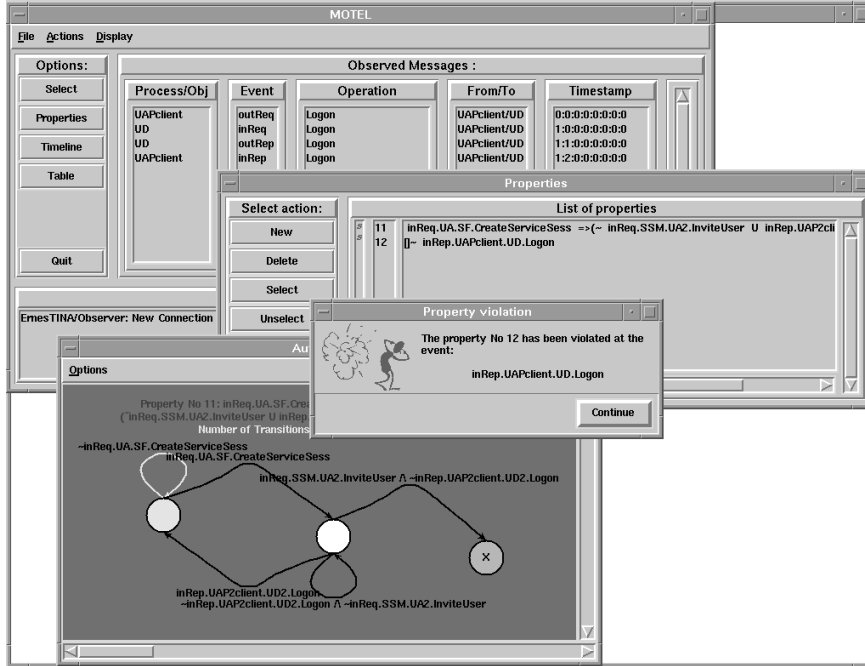 MOTEL
File Actions Display
Options:
Select
Properties
Timeline
Table
Quit
Observed Messages :
Process/Obj Event Operation From/To Timestamp
UAPclient outReq Logon UAPclient/UD 0:0:0:0:0:0:0:0
UD inReq Logon UAPclient/UD 1:0:0:0:0:0:0:0
UD outRep Logon UAPclient/UD 1:1:0:0:0:0:0:0
UAPclient inRep Logon UAPclient/UD 1:2:0:0:0:0:0:0
ErnesTINA/Observer: New Connection
Properties
Select action:
New
Delete
Select
Unselect
List of properties
s 11 inReq.UA.SF.CreateServiceSess =>(~ inReq.SSM.UA2.InviteUser U inRep.UAP2cli
s 12 []~ inRep.UAPclient.UD.Logon
Property violation
The property No 12 has been violated at the
event:
inRep.UAPclient.UD.Logon
Continue
Au
Options
Property No 11: inReq.UA.SF.Crea
(~inReq.SSM.UA2.InviteUser U inRep
Number of Transitions
~inReq.UA.SF.CreateServiceSess
inReq.UA.SF.CreateServiceSess
inReq.SSM.UA2.InviteUser /\ ~inRep.UAP2client.UD2.Logon
X
inRep.UAP2client.UD2.Logon
~inRep.UAP2client.UD2.Logon /\ ~inReq.SSM.UA2.InviteUser